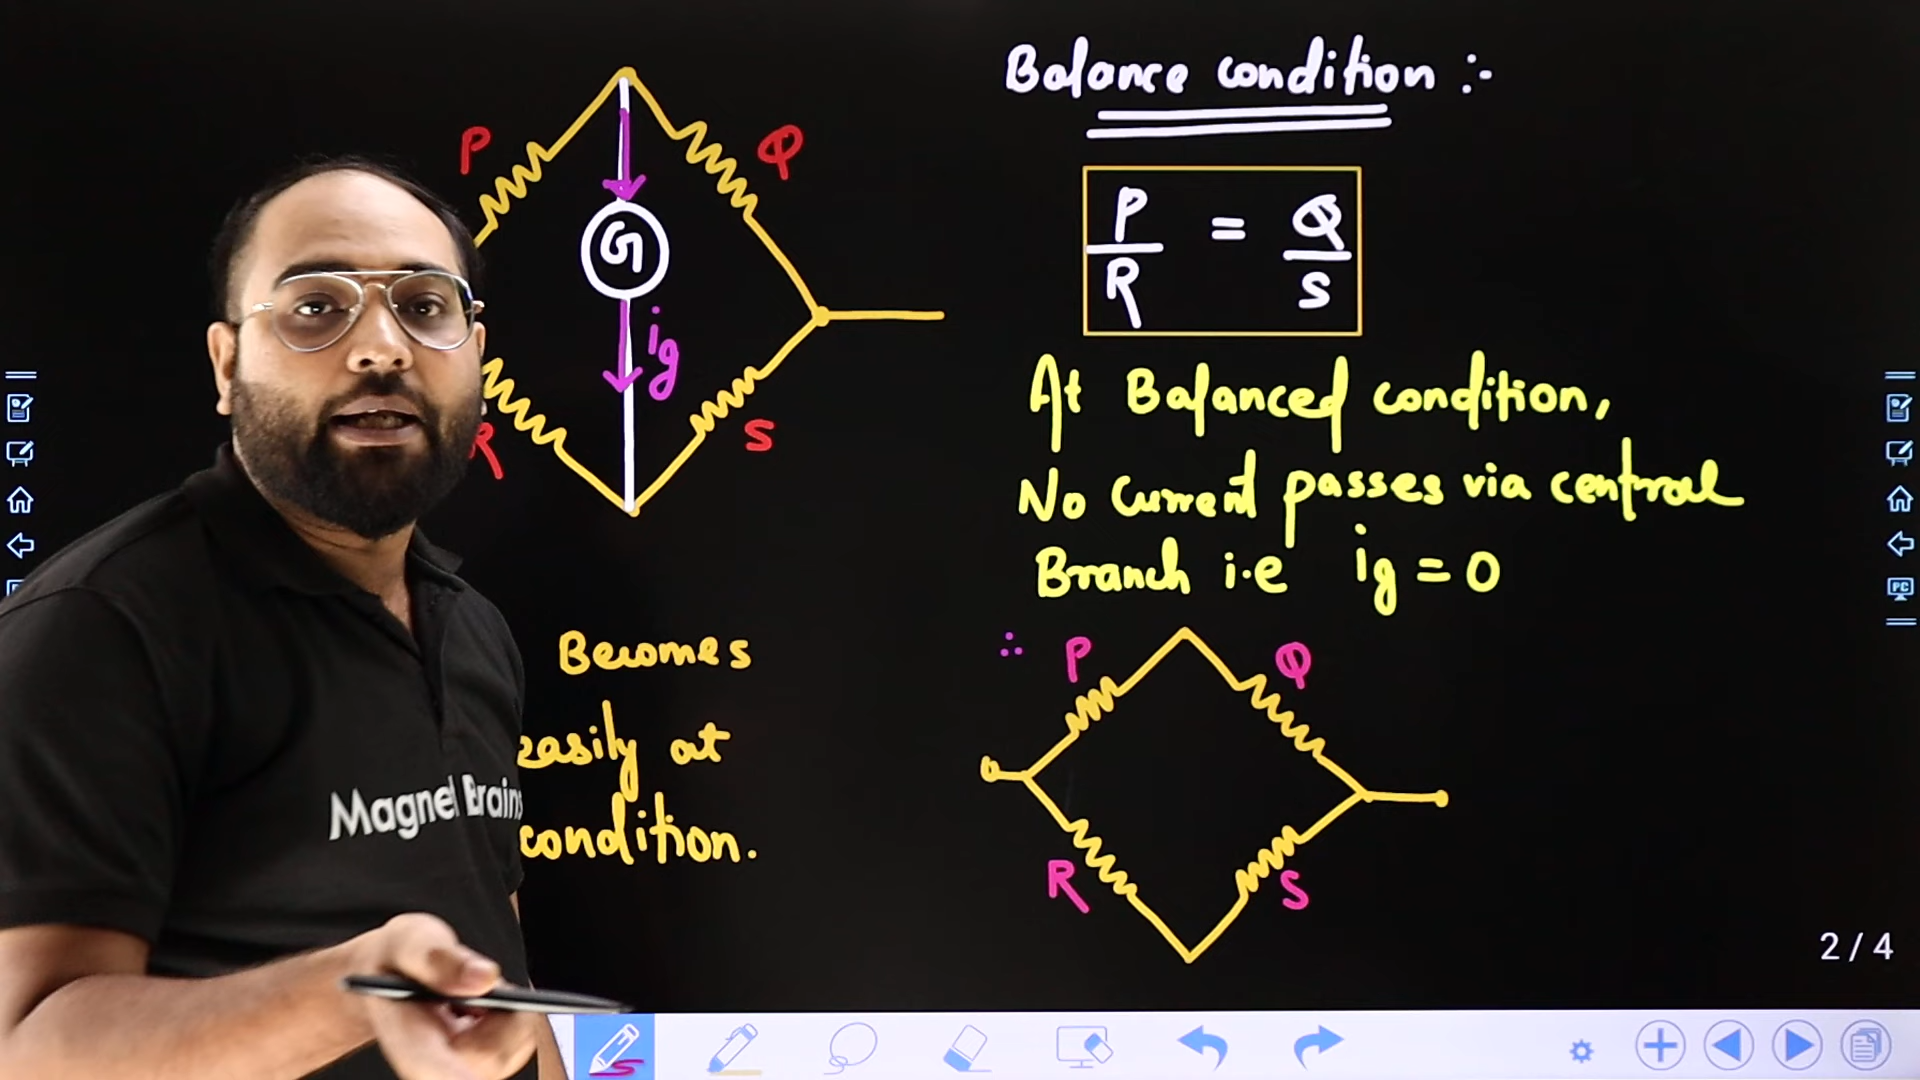 Balance condition :-
P
Q
P
R
=
Q
S
G
ig
R
S
At Balanced condition,
No Current passes via central
Branch i.e ig = 0
Becomes
easily at
condition.
∴ P
Q
R
S
Magnet Brains
2 / 4
PC